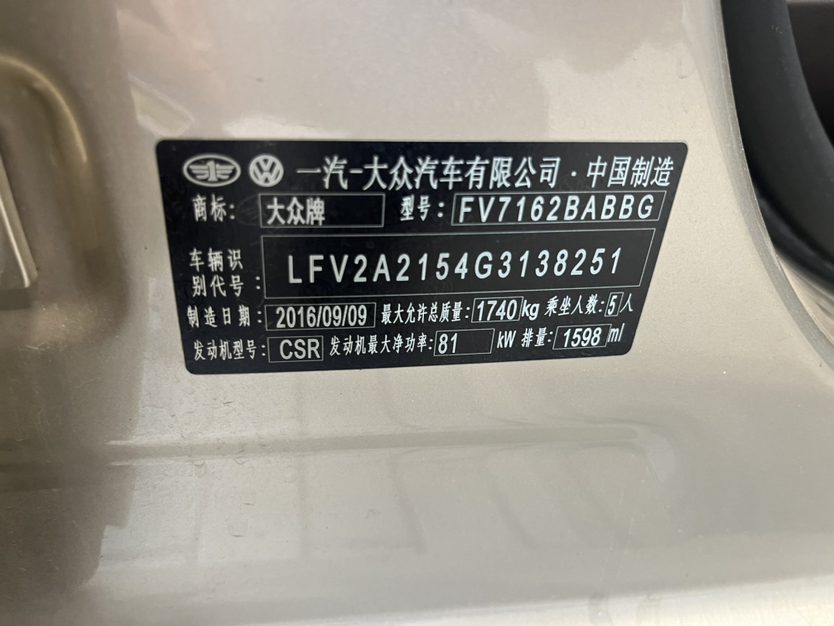 一汽-大众汽车有限公司·中国制造
商标: 大众牌 型号: FV7162BABBG
车辆识别代号: LFV2A2154G3138251
制造日期: 2016/09/09 最大允许总质量: 1740kg 乘坐人数: 5人
发动机型号: CSR 发动机最大净功率: 81 kW 排量: 1598 ml